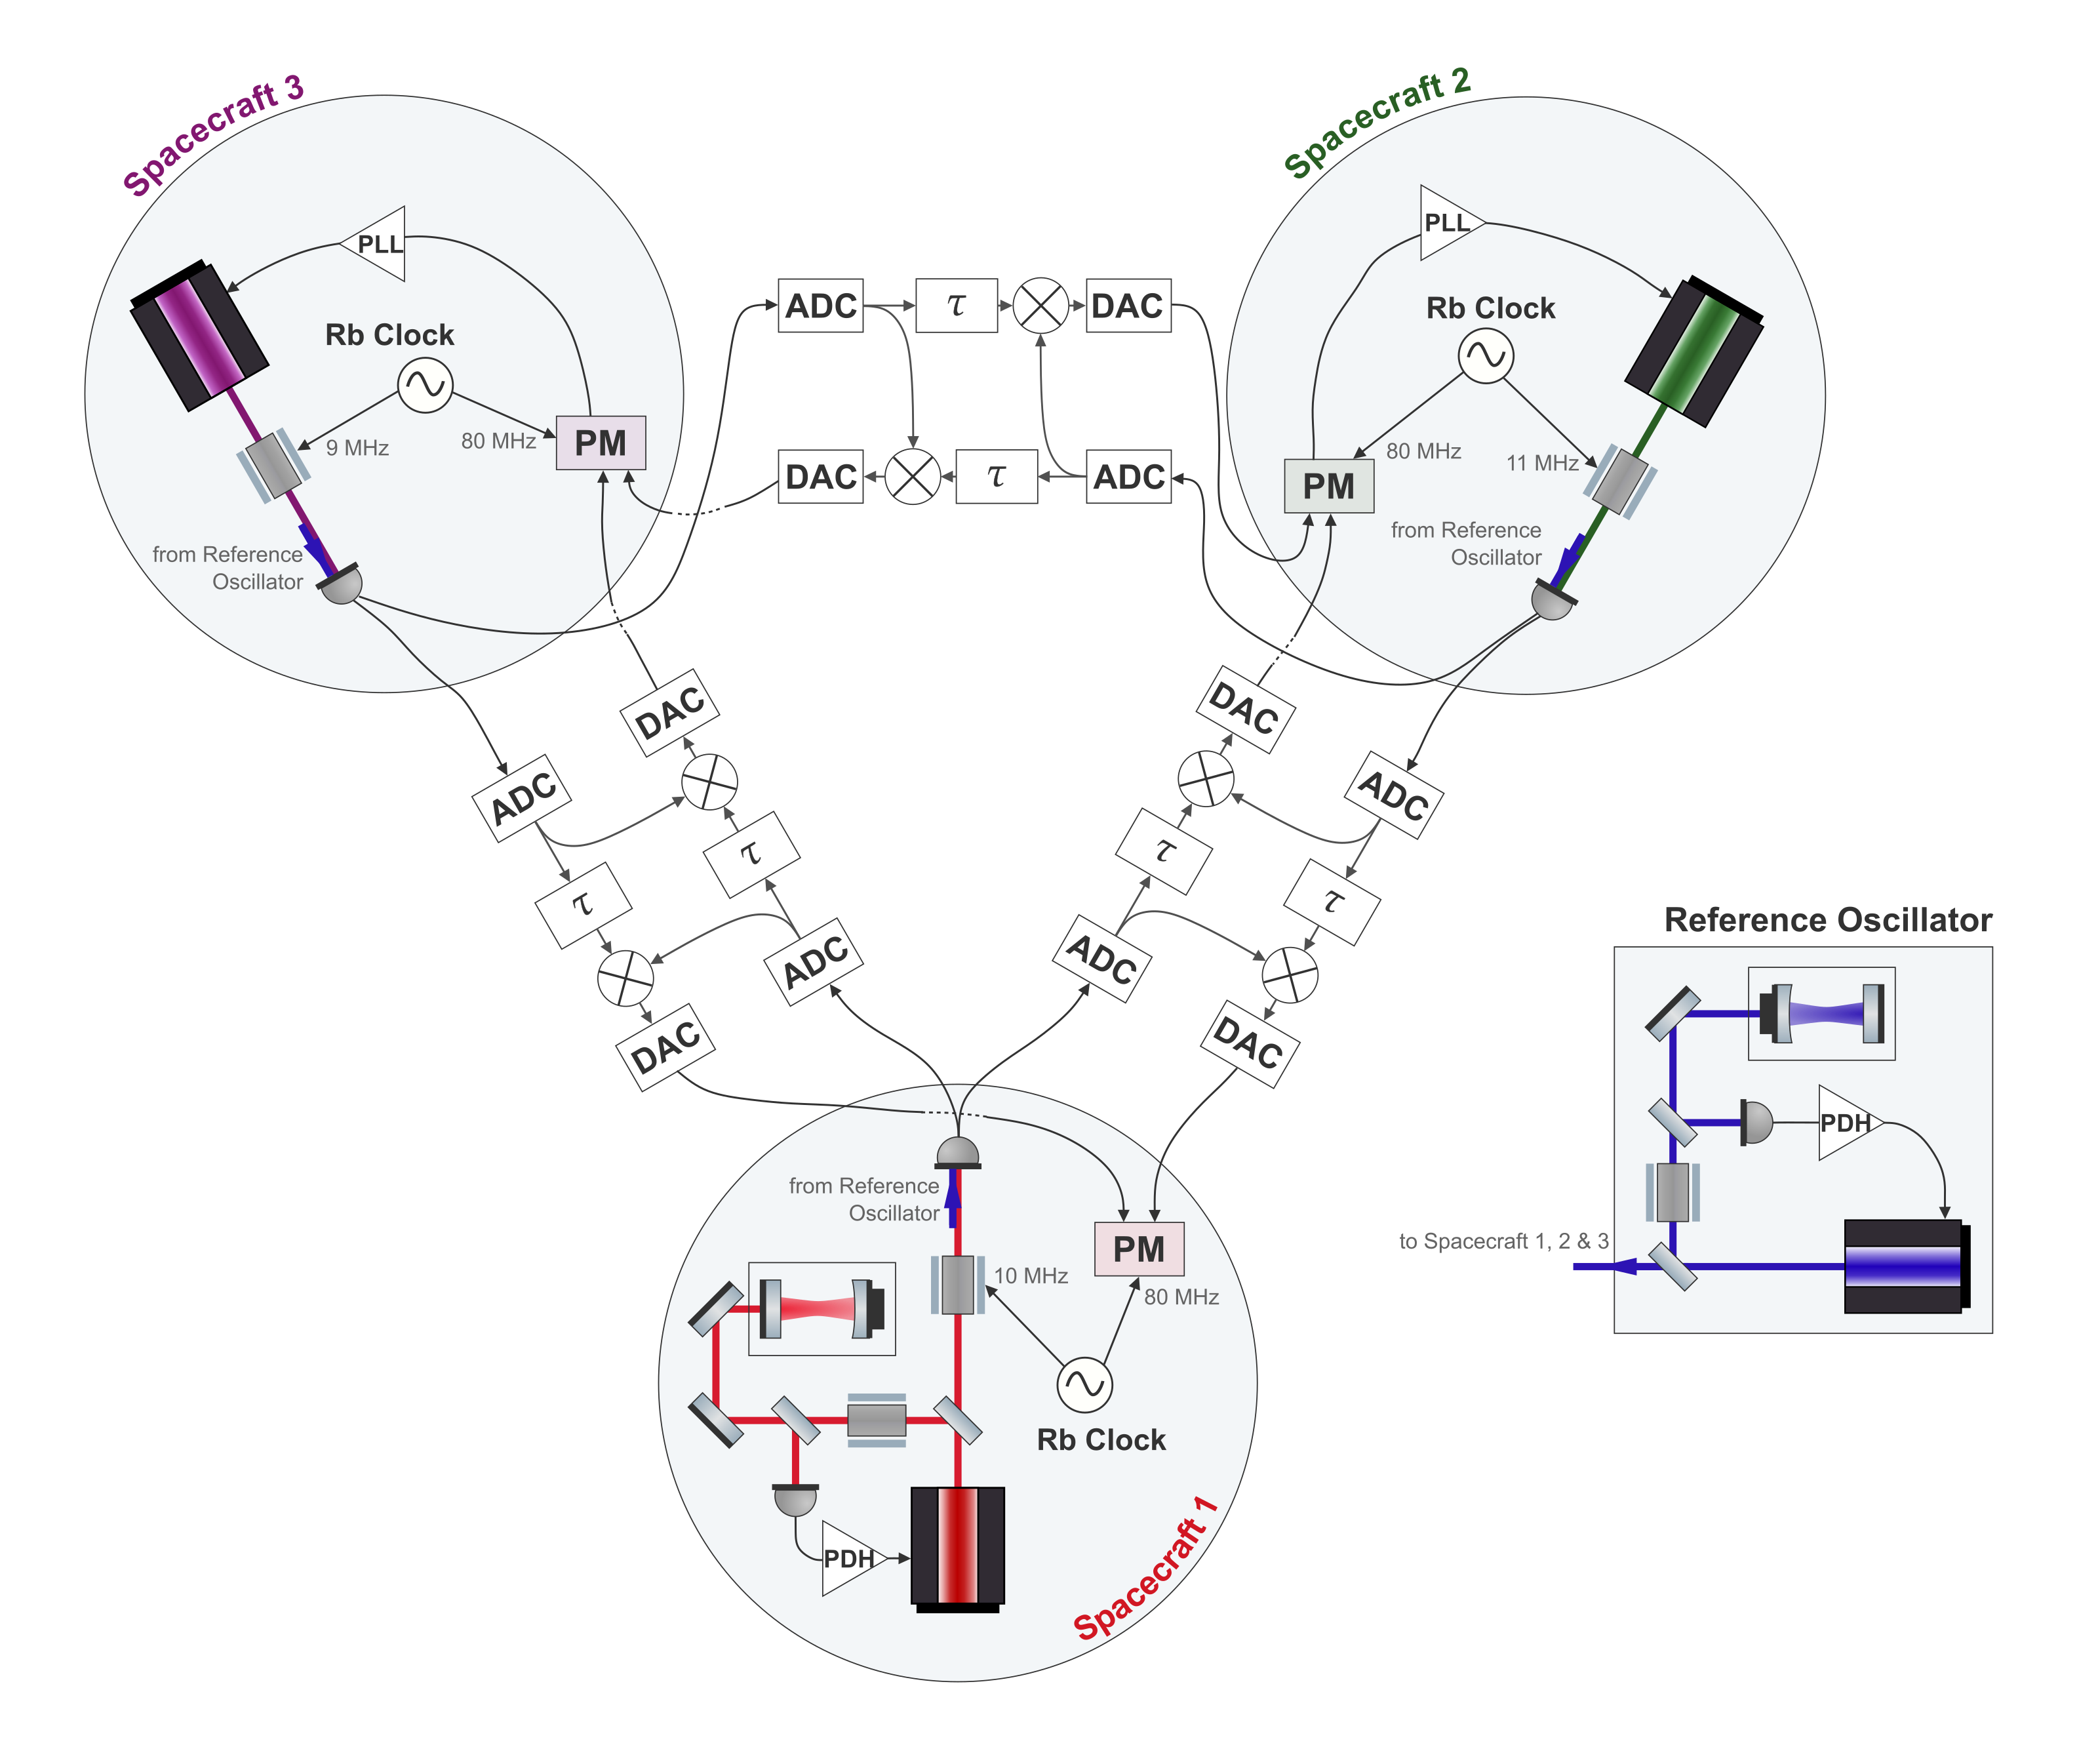 Spacecraft 3
Spacecraft 2
PLL
PLL
Rb Clock
Rb Clock
ADC
τ
DAC
9 MHz
80 MHz
PM
80 MHz
11 MHz
PM
DAC
τ
ADC
from Reference
Oscillator
from Reference
Oscillator
DAC
DAC
ADC
ADC
τ
τ
τ
τ
ADC
ADC
DAC
DAC
Reference Oscillator
PDH
to Spacecraft 1, 2 & 3
from Reference
Oscillator
PM
10 MHz
80 MHz
Rb Clock
PDH
Spacecraft 1